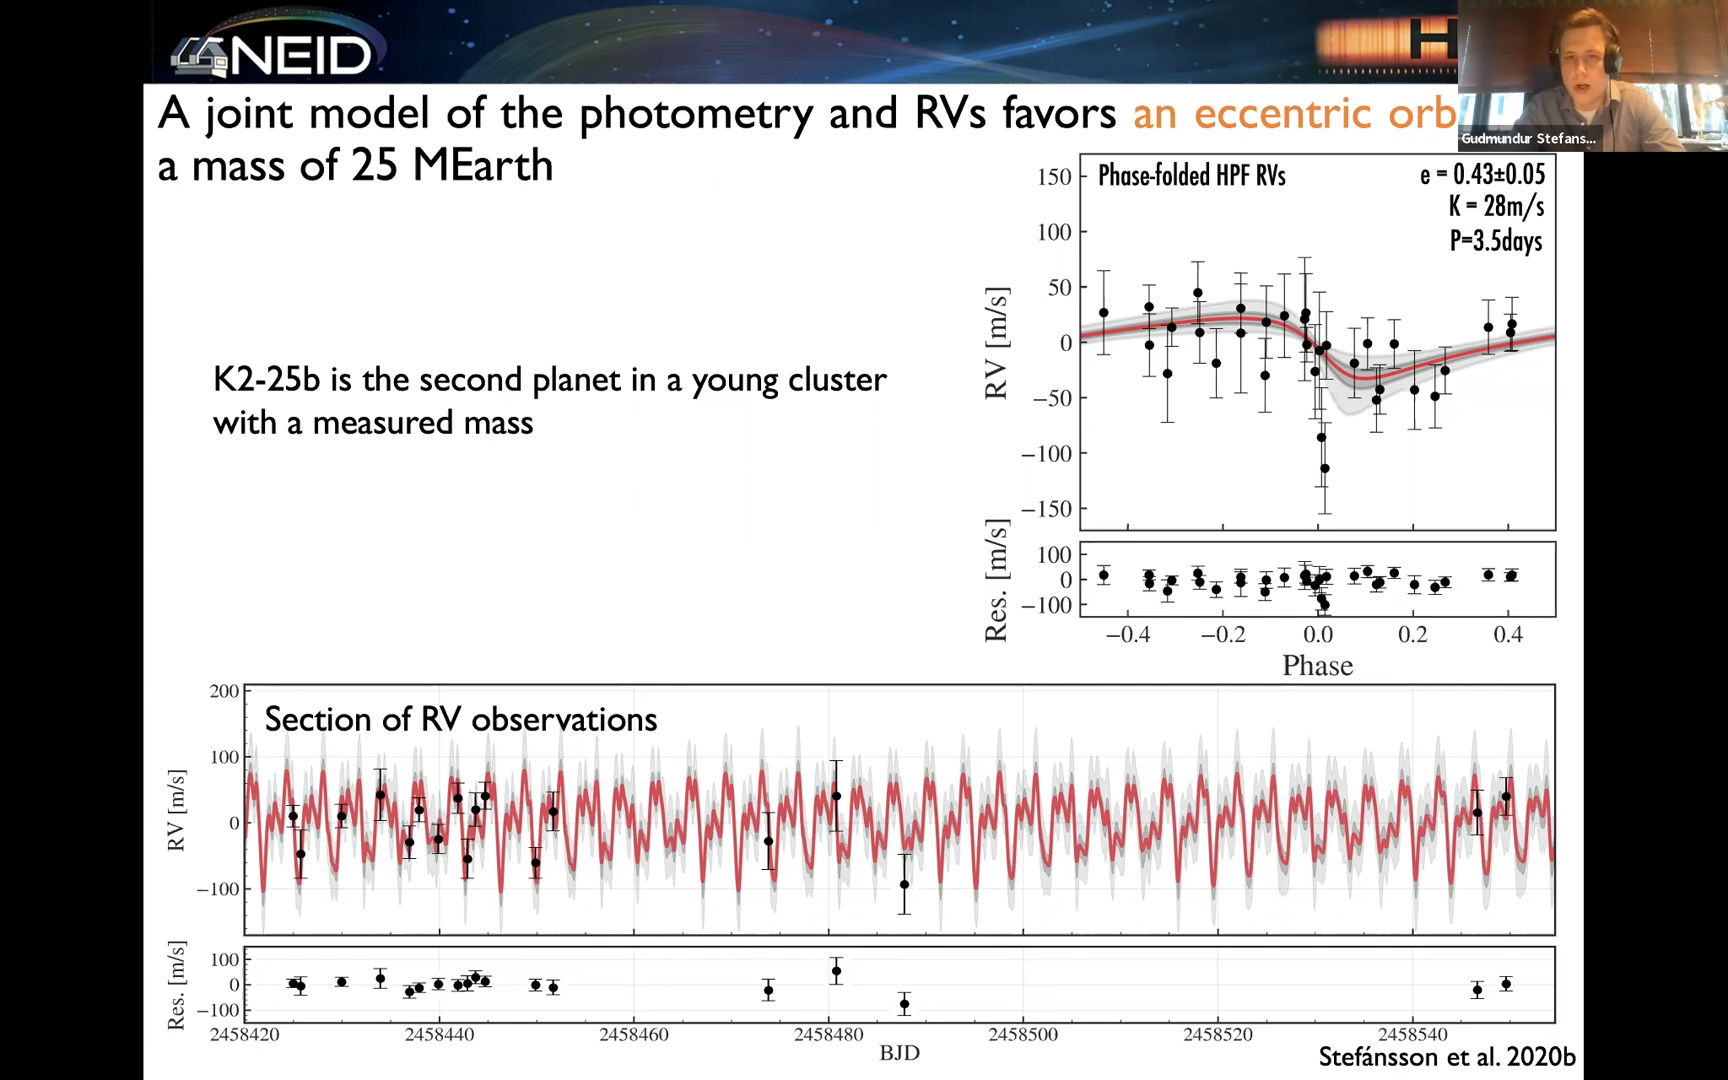 NEID
H
A joint model of the photometry and RVs favors an eccentric orb
a mass of 25 MEarth
Gudmundur Stefans...
K2-25b is the second planet in a young cluster
with a measured mass
Phase-folded HPF RVs
e = 0.43±0.05
K = 28m/s
P=3.5days
150
100
50
0
−50
−100
−150
RV [m/s]
100
0
−100
Res. [m/s]
−0.4 −0.2 0.0 0.2 0.4
Phase
Section of RV observations
200
100
0
−100
RV [m/s]
100
0
−100
Res. [m/s]
2458420 2458440 2458460 2458480 2458500 2458520 2458540
BJD
Stefánsson et al. 2020b